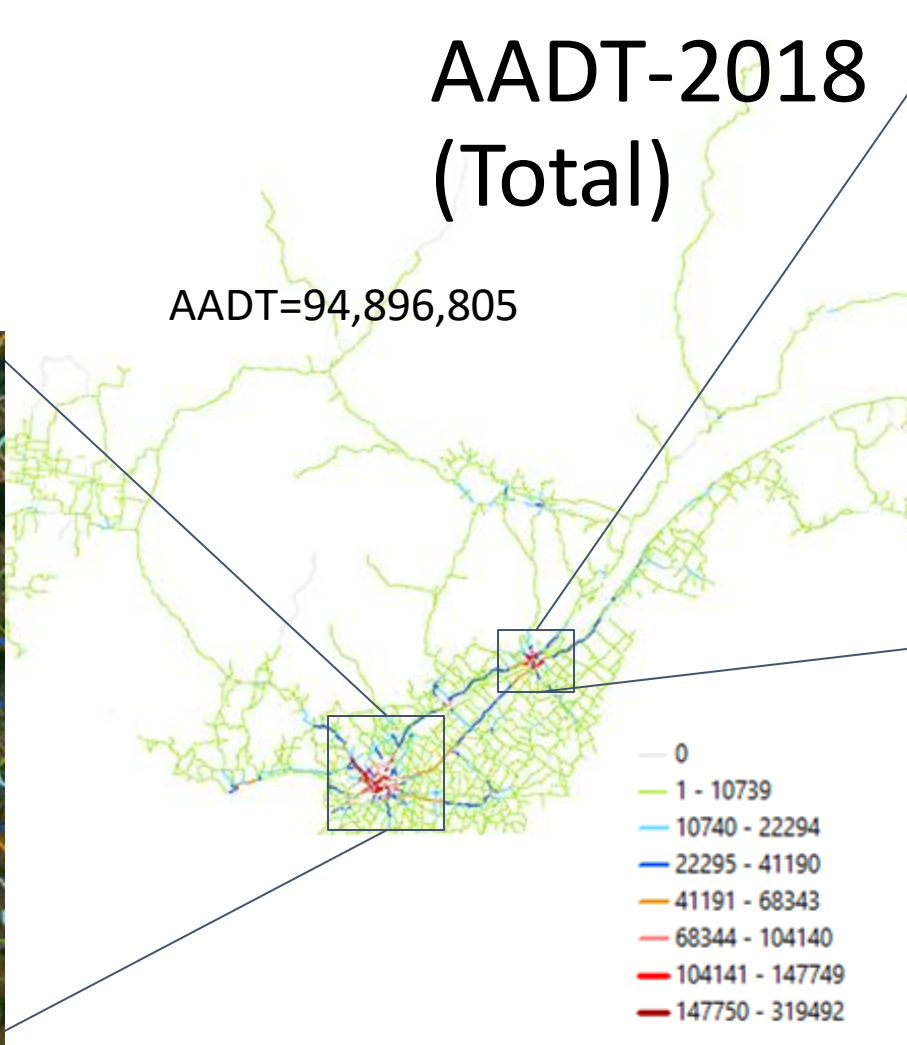 AADT-2018
(Total)
AADT=94,896,805
0
1 - 10739
10740 - 22294
22295 - 41190
41191 - 68343
68344 - 104140
104141 - 147749
147750 - 319492